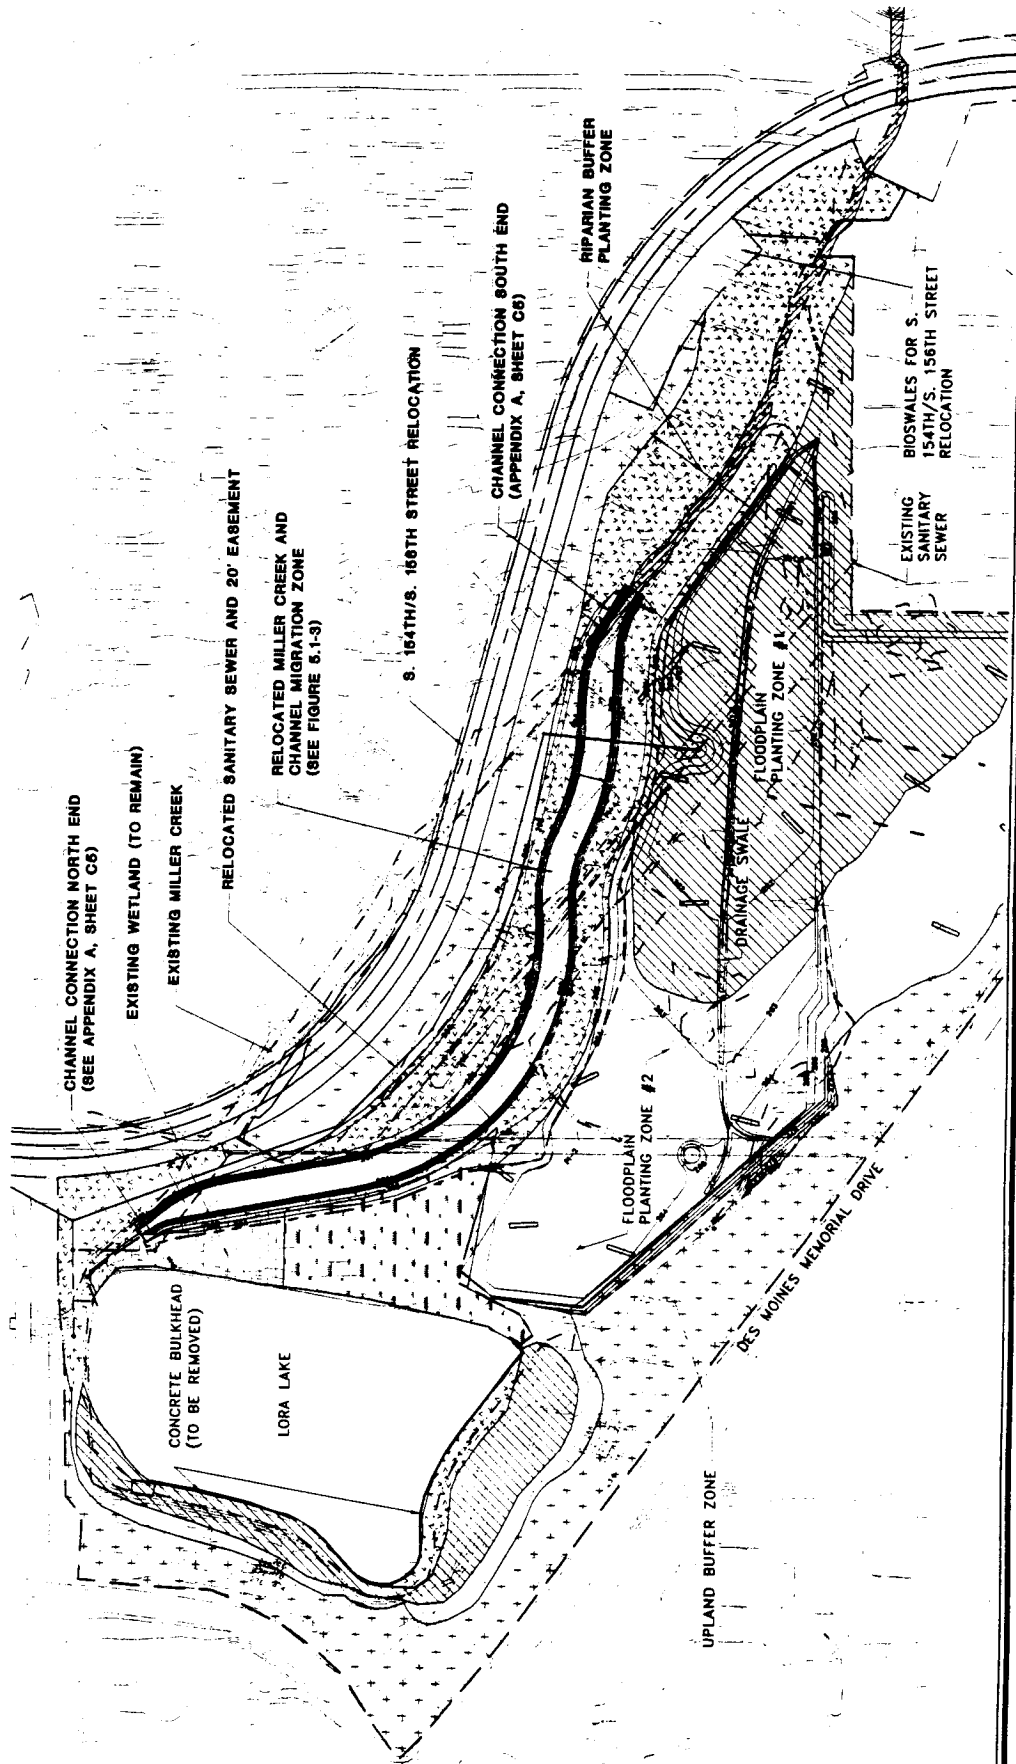 CHANNEL CONNECTION NORTH END
(SEE APPENDIX A, SHEET C6)
EXISTING WETLAND (TO REMAIN)
EXISTING MILLER CREEK
RELOCATED SANITARY SEWER AND 20' EASEMENT
RELOCATED MILLER CREEK AND
CHANNEL MIGRATION ZONE
(SEE FIGURE 5.1-3)
S. 154TH/S. 156TH STREET RELOCATION
CHANNEL CONNECTION SOUTH END
(APPENDIX A, SHEET C6)
RIPARIAN BUFFER
PLANTING ZONE
CONCRETE BULKHEAD
(TO BE REMOVED)
LORA LAKE
FLOODPLAIN
PLANTING ZONE #2
DRAINAGE SWALE
FLOODPLAIN
PLANTING ZONE #1
EXISTING
SANITARY
SEWER
BIOSWALES FOR S.
154TH/S. 156TH STREET
RELOCATION
DES MOINES MEMORIAL DRIVE
UPLAND BUFFER ZONE